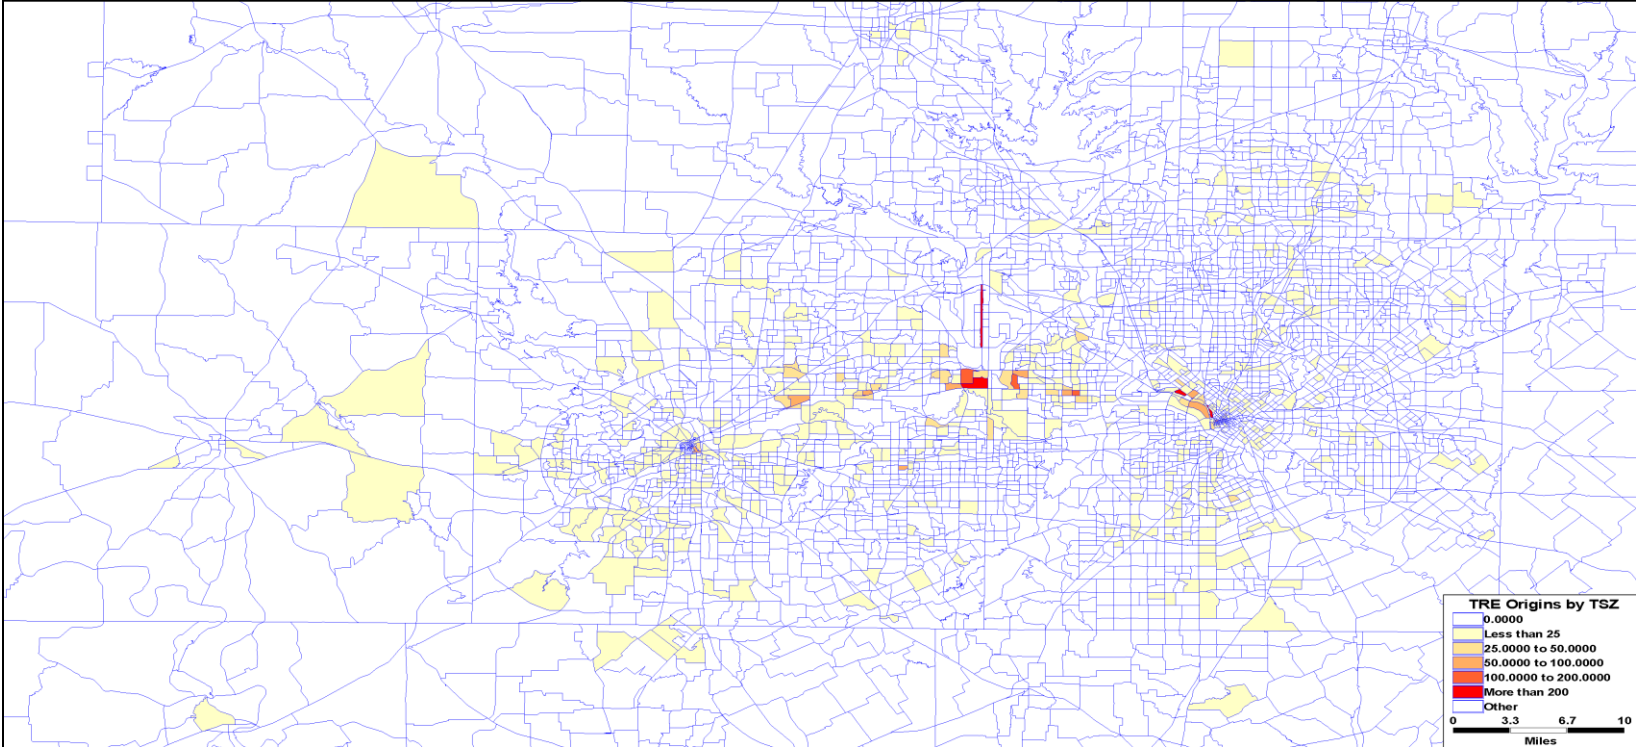 TRE Origins by TSZ
0.0000
Less than 25
25.0000 to 50.0000
50.0000 to 100.0000
100.0000 to 200.0000
More than 200
Other
0 3.3 6.7 10
Miles